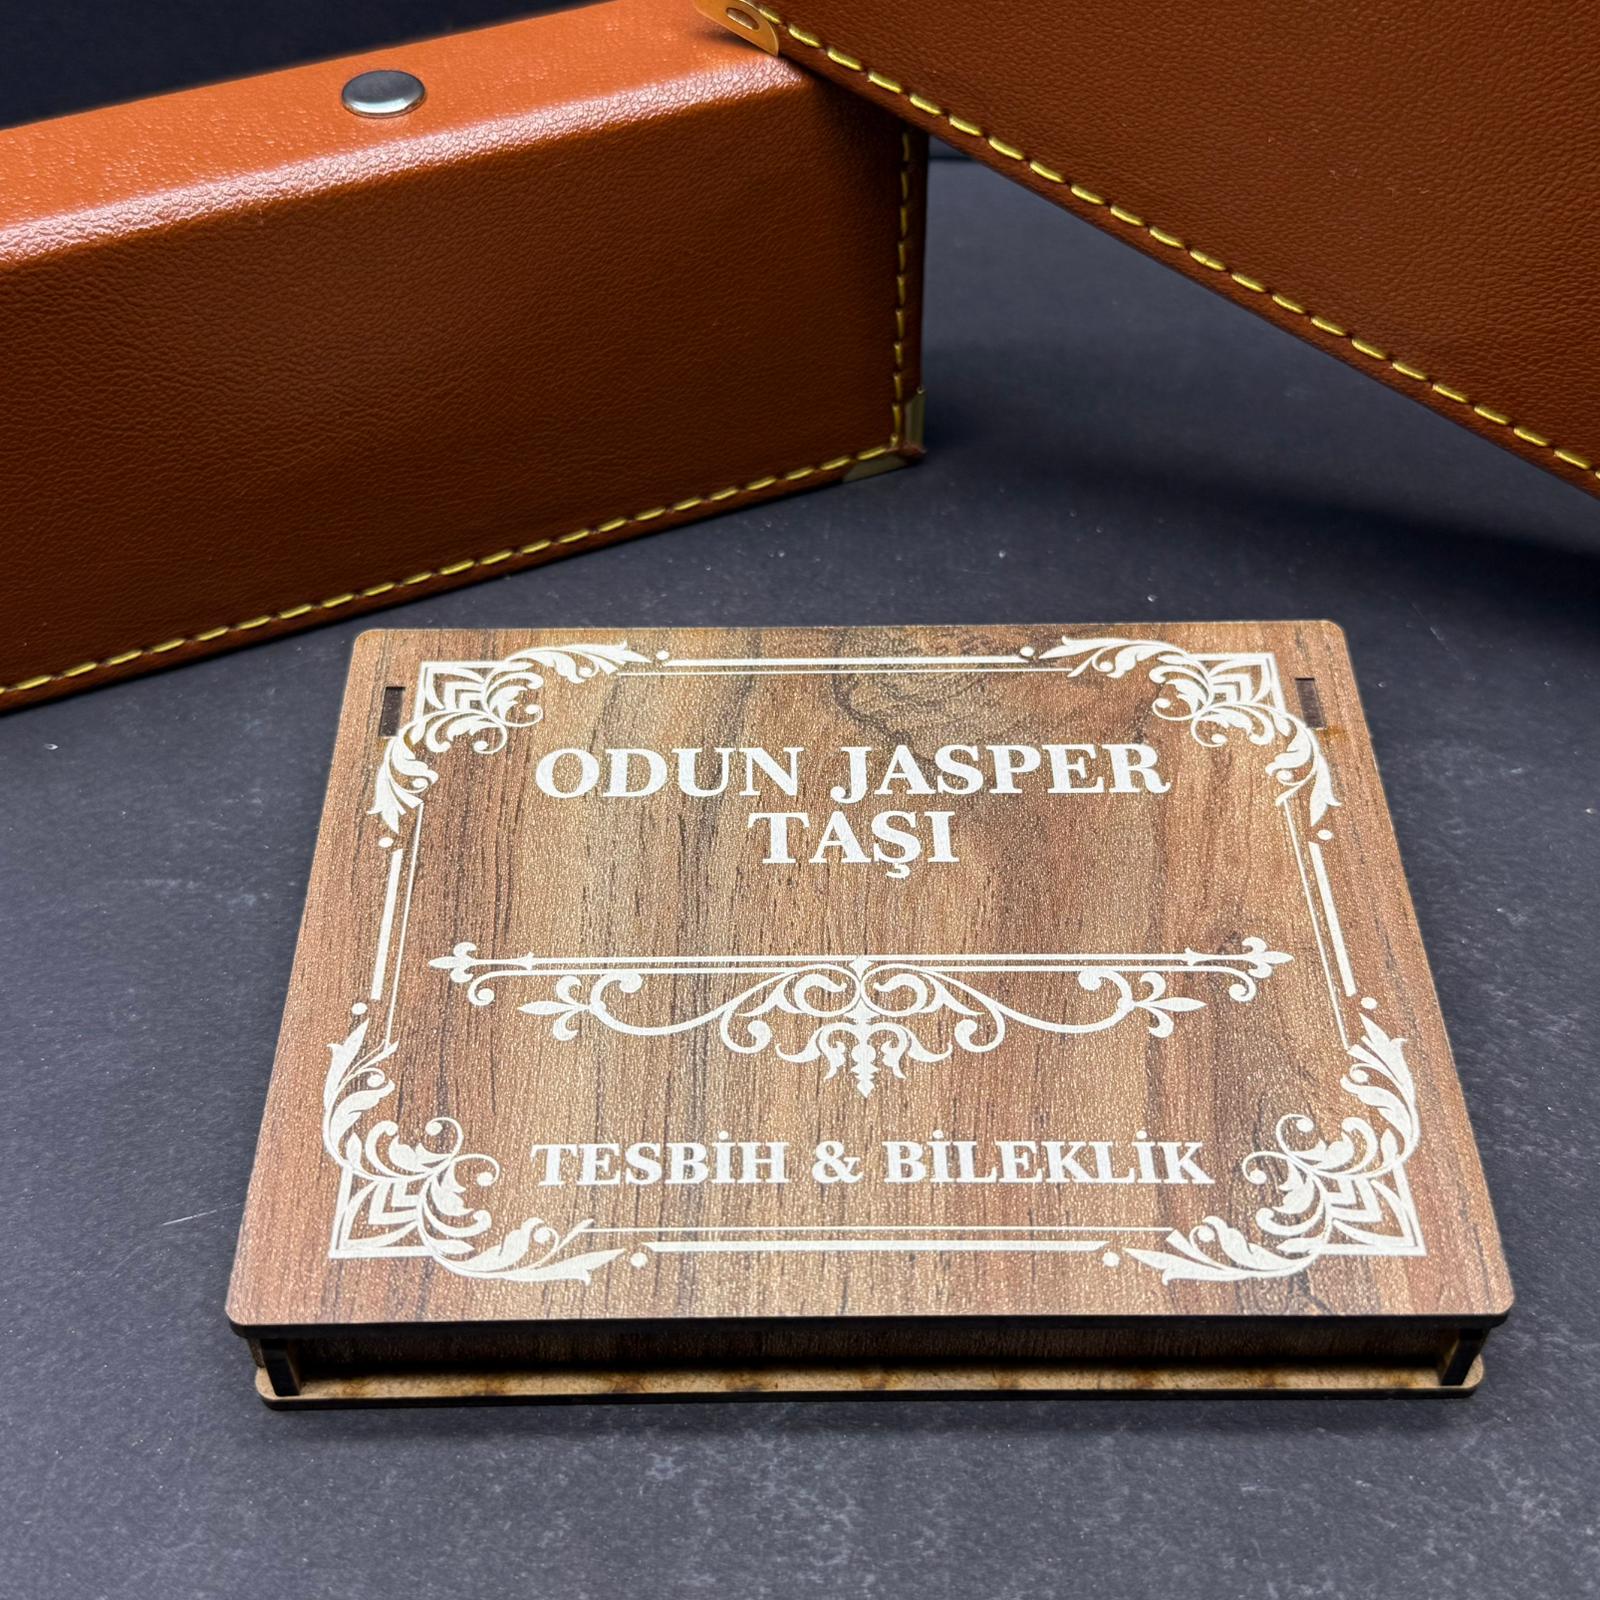 ODUN JASPER
TAŞI
TESBİH & BİLEKLİK